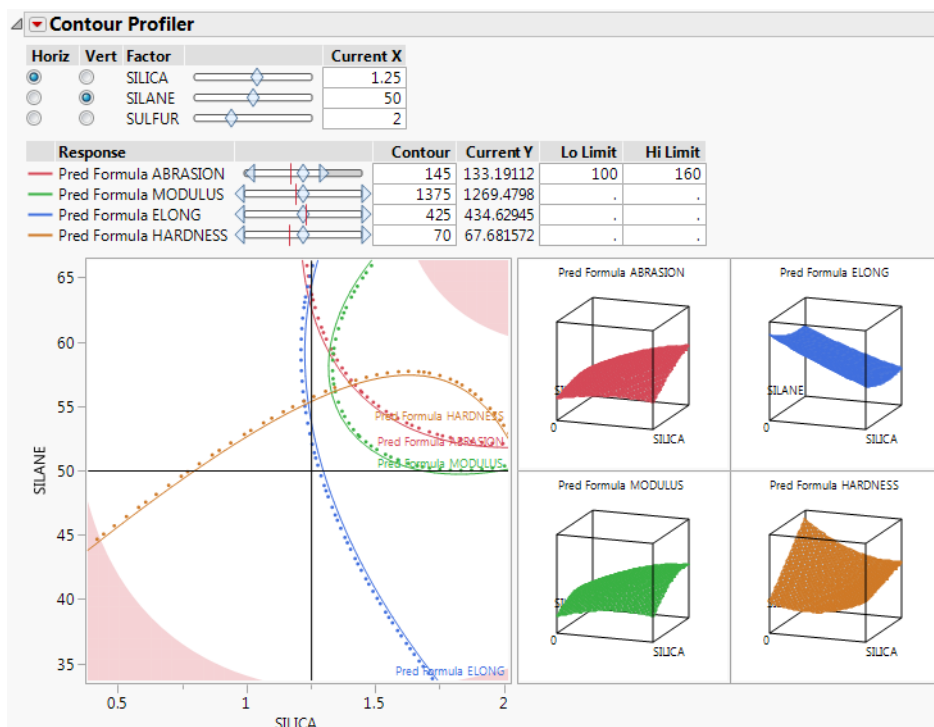 Contour Profiler
Horiz Vert Factor Current X
SILICA 1.25
SILANE 50
SULFUR 2
Response Contour Current Y Lo Limit Hi Limit
Pred Formula ABRASION 145 133.19112 100 160
Pred Formula MODULUS 1375 1269.4798 . .
Pred Formula ELONG 425 434.62945 . .
Pred Formula HARDNESS 70 67.681572 . .
65
60
55
50
45
40
35
SILANE
Pred Formula HARDNESS
Pred Formula ABRASION
Pred Formula MODULUS
Pred Formula ELONG
0.5 1 1.5 2
SILICA
Pred Formula ABRASION
0
SILICA
Pred Formula ELONG
SILANE
0
SILICA
Pred Formula MODULUS
0
SILICA
Pred Formula HARDNESS
0
SILICA